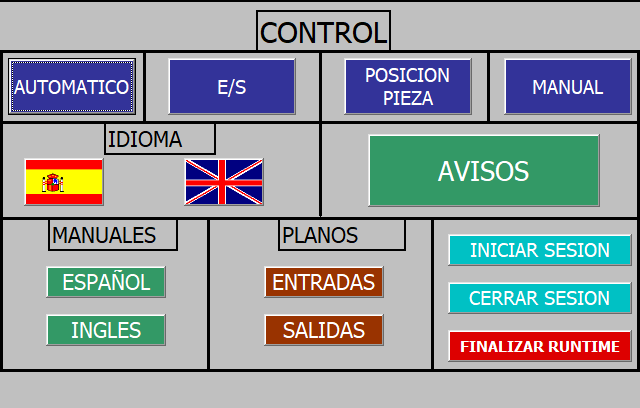 CONTROL
AUTOMATICO
E/S
POSICION
PIEZA
MANUAL
IDIOMA
AVISOS
MANUALES
PLANOS
ESPAÑOL
ENTRADAS
INGLES
SALIDAS
INICIAR SESION
CERRAR SESION
FINALIZAR RUNTIME